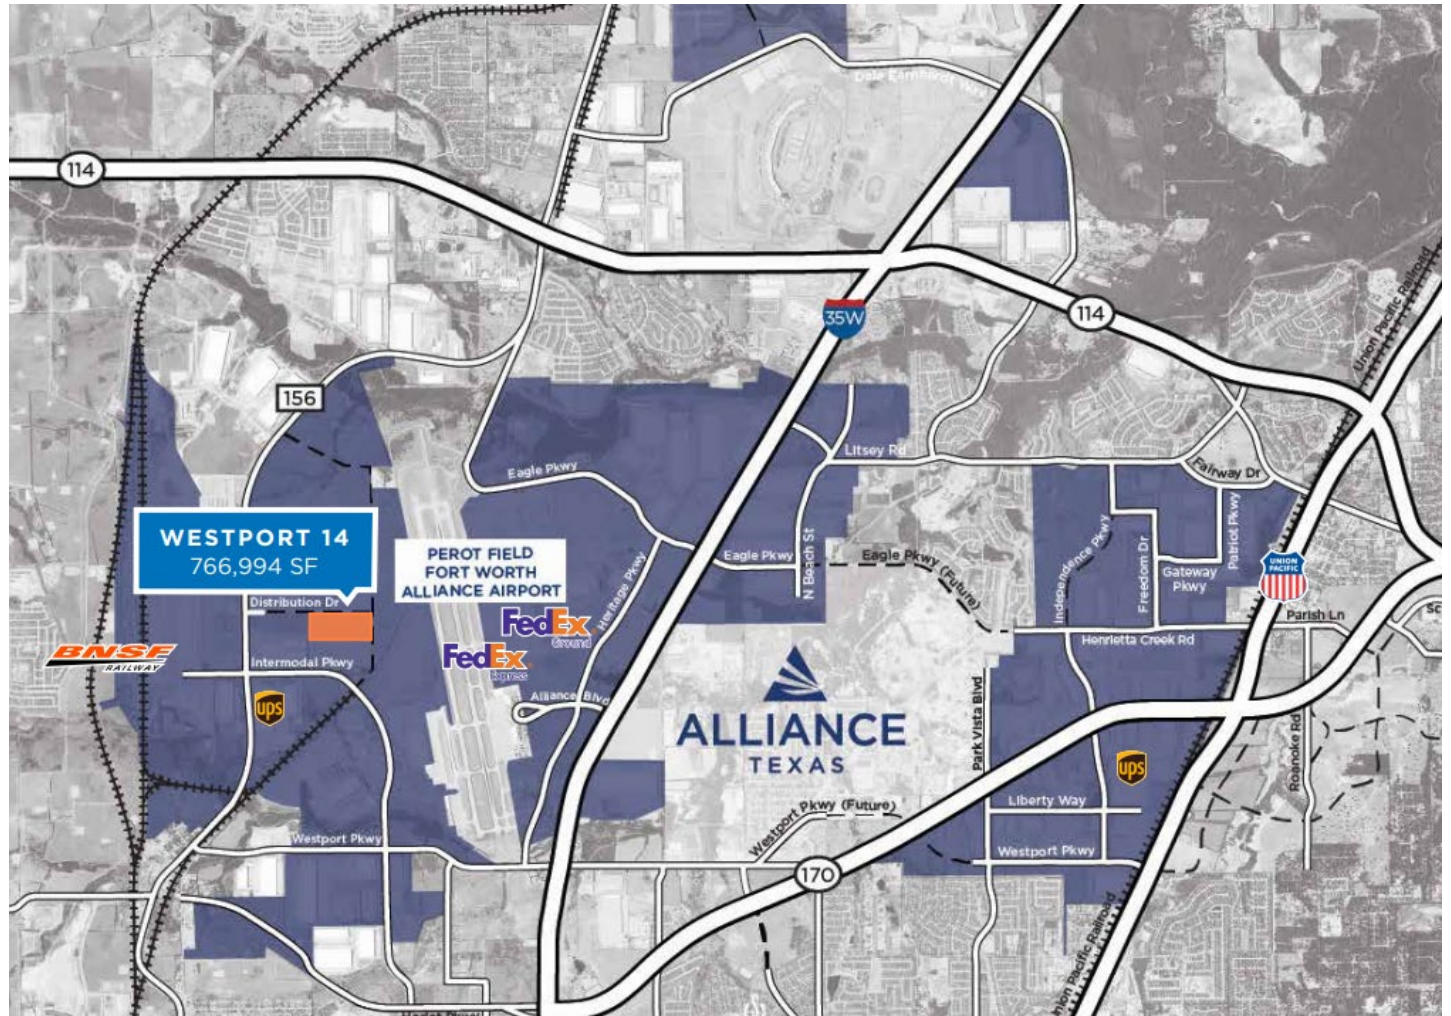 Dale Earnhardt Way
114
35W
114
Union Pacific Railroad
156
Litsey Rd
Eagle Pkwy
Fairway Dr
WESTPORT 14
766,994 SF
PEROT FIELD
FORT WORTH
ALLIANCE AIRPORT
Heritage Pkwy
Eagle Pkwy
N Beach St
Eagle Pkwy (Future)
Independence Pkwy
Freedom Dr
Patriot Pkwy
Gateway
Pkwy
UNION
PACIFIC
Distribution Dr
FedEx
Ground
FedEx
Express
BNSF
RAILWAY
Intermodal Pkwy
Parish Ln
Henrietta Creek Rd
ups
Alliance Blvd
ALLIANCE
TEXAS
Park Vista Blvd
ups
Roanoke Rd
Liberty Way
Westport Pkwy (Future)
Westport Pkwy
Westport Pkwy
170
Union Pacific Railroad